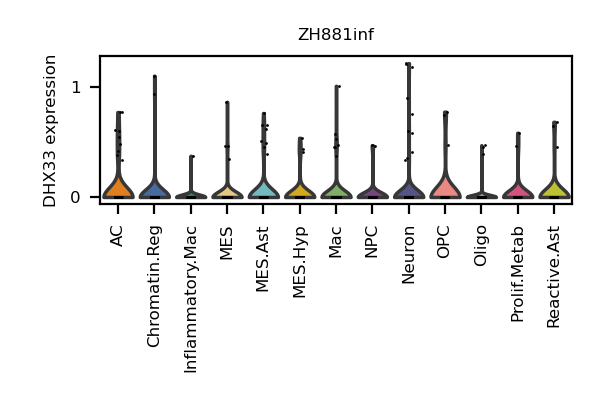 ZH881inf
DHX33 expression
1
0
AC
Chromatin.Reg
Inflammatory.Mac
MES
MES.Ast
MES.Hyp
Mac
NPC
Neuron
OPC
Oligo
Prolif.Metab
Reactive.Ast